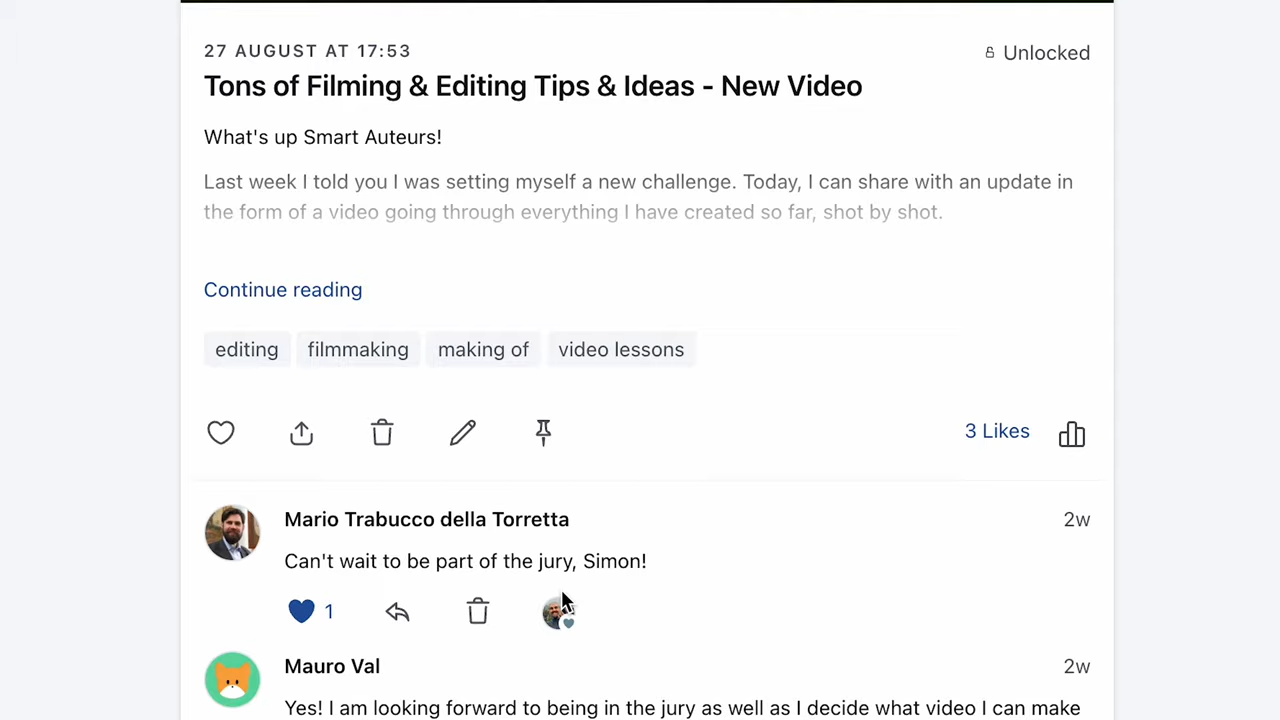 27 AUGUST AT 17:53
Unlocked
Tons of Filming & Editing Tips & Ideas - New Video
What's up Smart Auteurs!
Last week I told you I was setting myself a new challenge. Today, I can share with an update in
the form of a video going through everything I have created so far, shot by shot.
Continue reading
editing filmmaking making of video lessons
3 Likes
Mario Trabucco della Torretta 2w
Can't wait to be part of the jury, Simon!
1
Mauro Val 2w
Yes! I am looking forward to being in the jury as well as I decide what video I can make